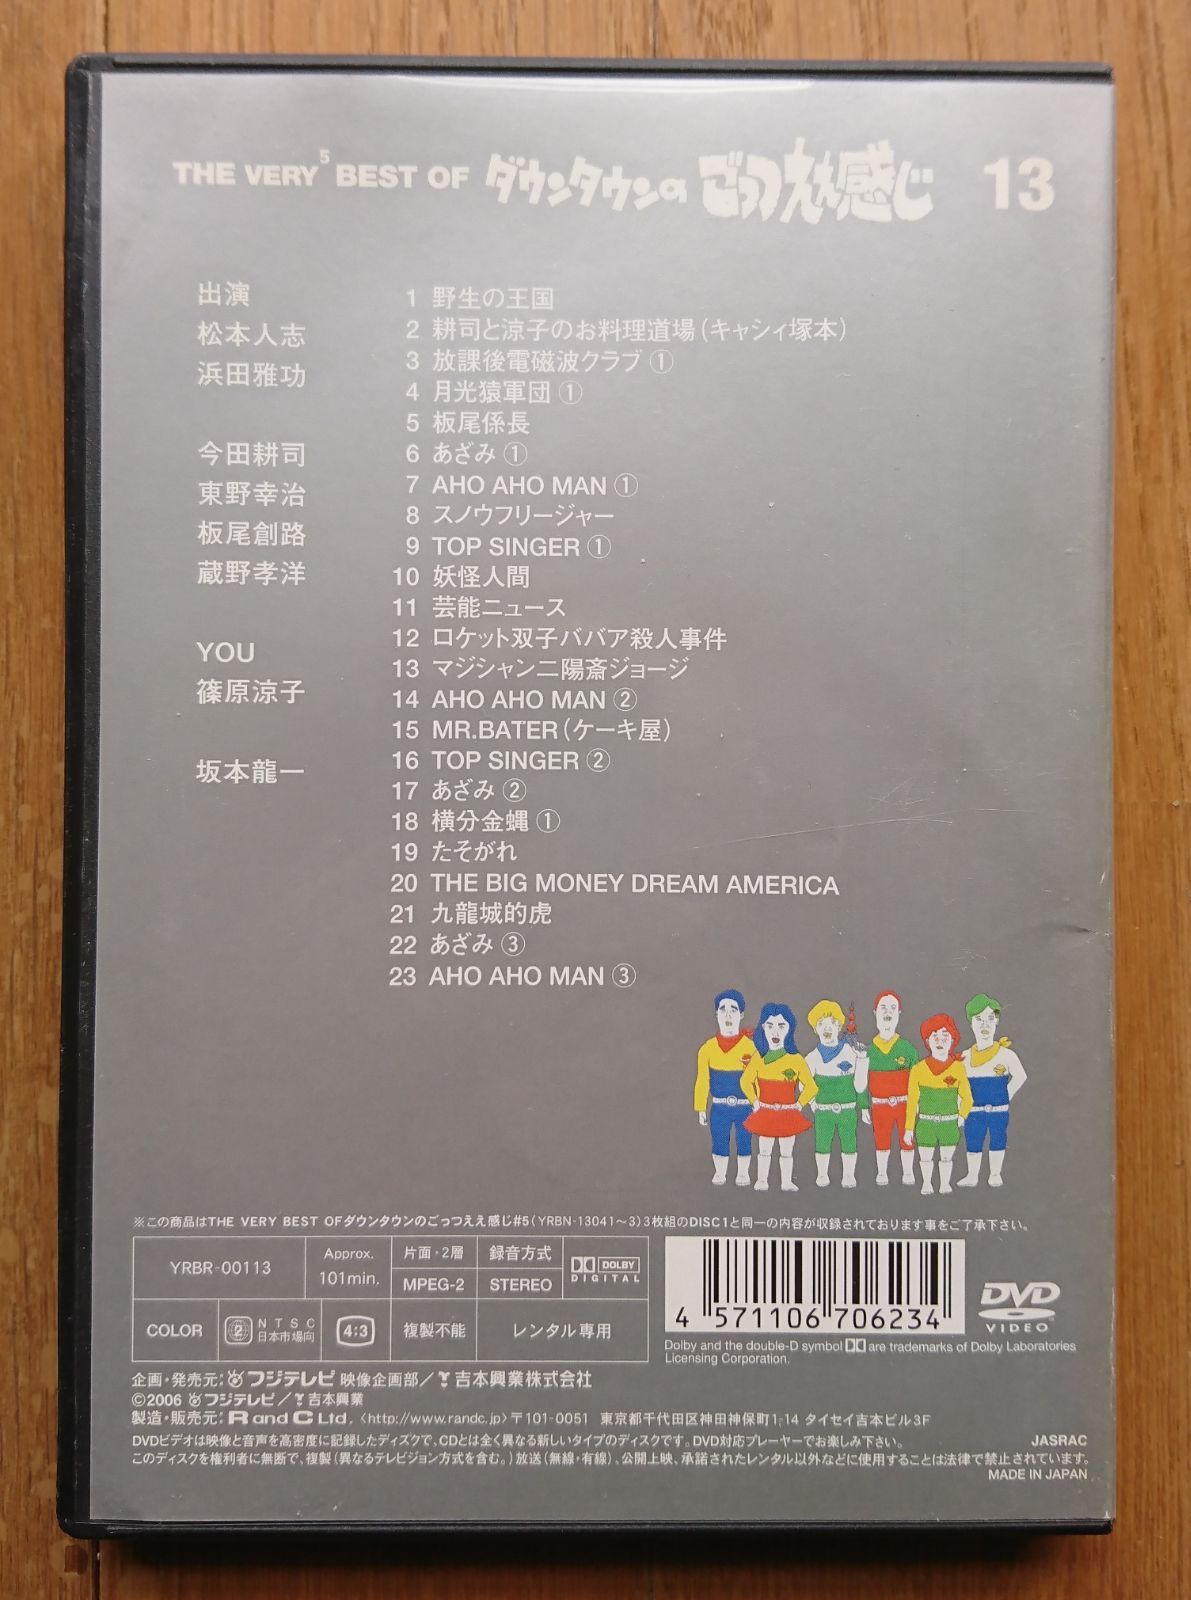 THE VERY5 BEST OF ダウンタウンの ごっつええ感じ 13
出演
松本人志
浜田雅功
今田耕司
東野幸治
板尾創路
蔵野孝洋
YOU
篠原涼子
坂本龍一
1 野生の王国
2 耕司と涼子のお料理道場(キャシィ塚本)
3 放課後電磁波クラブ①
4 月光猿軍団①
5 板尾係長
6 あざみ①
7 AHO AHO MAN①
8 スノウフリージャー
9 TOP SINGER①
10 妖怪人間
11 芸能ニュース
12 ロケット双子ババア殺人事件
13 マジシャン二陽斎ジョージ
14 AHO AHO MAN②
15 MR.BATER(ケーキ屋)
16 TOP SINGER②
17 あざみ②
18 横分金蝿①
19 たそがれ
20 THE BIG MONEY DREAM AMERICA
21 九龍城的虎
22 あざみ③
23 AHO AHO MAN③
※この商品はTHE VERY BEST OFダウンタウンのごっつええ感じ#5(YRBN-13041〜3)3枚組のDISC1と同一の内容が収録されております事をご了承下さい。
YRBR-00113
Approx.
101min.
片面・2層
MPEG-2
録音方式
STEREO
DOLBY
DIGITAL
COLOR
2
NTSC
日本市場向
4:3
複製不能
レンタル専用
4 571106 706234
DVD
VIDEO
Dolby and the double-D symbol are trademarks of Dolby Laboratories
Licensing Corporation.
企画・発売元:フジテレビ 映像企画部/吉本興業株式会社
©2006 フジテレビ/吉本興業
製造・販売元:R and C Ltd. <http://www.randc.jp>〒101-0051 東京都千代田区神田神保町1-14 タイセイ吉本ビル3F
DVDビデオは映像と音声を高密度に記録したディスクで、CDとは全く異なる新しいタイプのディスクです。DVD対応プレーヤーでお楽しみ下さい。
JASRAC
このディスクを権利者に無断で、複製(異なるテレビジョン方式を含む。)放送(無線・有線)、公開上映、承諾されたレンタル以外などに使用することは法律で禁止されています。
MADE IN JAPAN